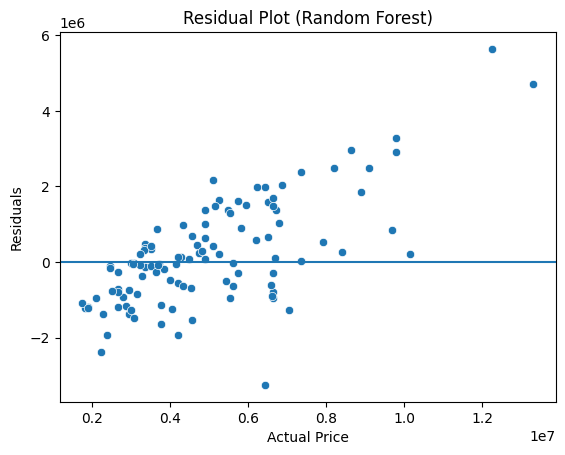 Residual Plot (Random Forest)
1e6
6
4
2
0
−2
Residuals
0.2 0.4 0.6 0.8 1.0 1.2
1e7
Actual Price